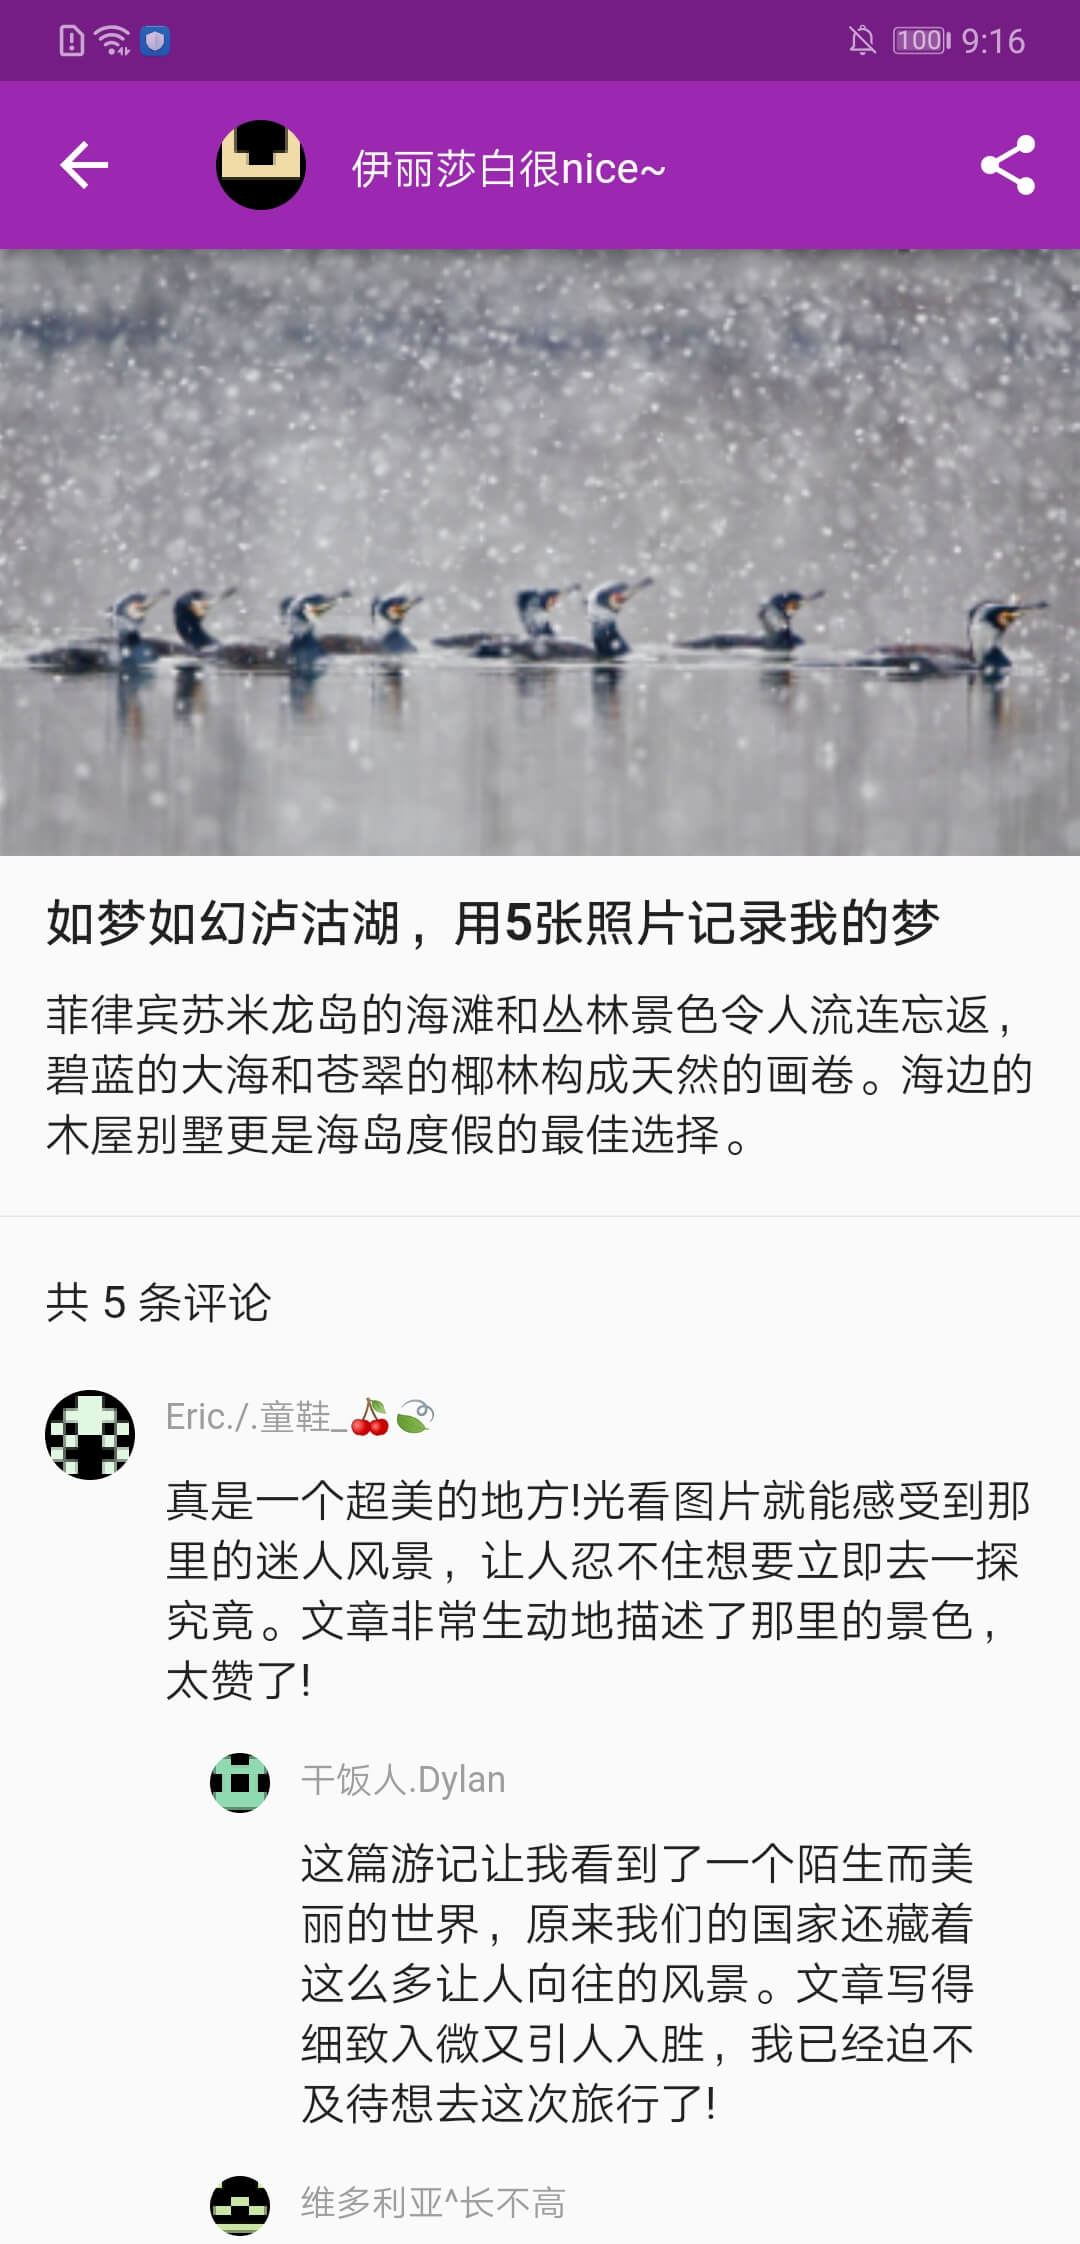 100 9:16
伊丽莎白很nice~
如梦如幻泸沽湖，用5张照片记录我的梦
菲律宾苏米龙岛的海滩和丛林景色令人流连忘返，
碧蓝的大海和苍翠的椰林构成天然的画卷。海边的
木屋别墅更是海岛度假的最佳选择。
共 5 条评论
Eric./.童鞋_🍒🍃
真是一个超美的地方!光看图片就能感受到那
里的迷人风景，让人忍不住想要立即去一探
究竟。文章非常生动地描述了那里的景色，
太赞了!
干饭人.Dylan
这篇游记让我看到了一个陌生而美
丽的世界，原来我们的国家还藏着
这么多让人向往的风景。文章写得
细致入微又引人入胜，我已经迫不
及待想去这次旅行了!
维多利亚^长不高